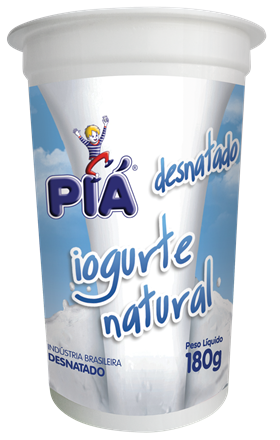 PIÁ
desnatado
iogurte
natural
INDÚSTRIA BRASILEIRA
DESNATADO
Peso Líquido
180g